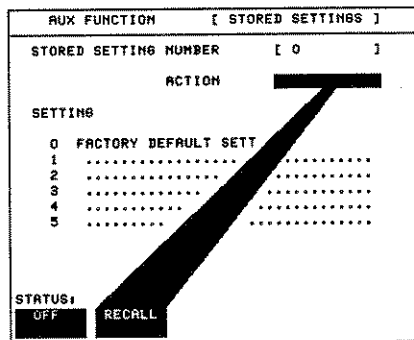 AUX FUNCTION [ STORED SETTINGS ]
STORED SETTING NUMBER [ 0 ]
ACTION
SETTING
0 FACTORY DEFAULT SETT
1 ................ ............
2 ................ ............
3 ............ ............
4 ........... .............
5 ......... ..............
STATUS:
OFF RECALL